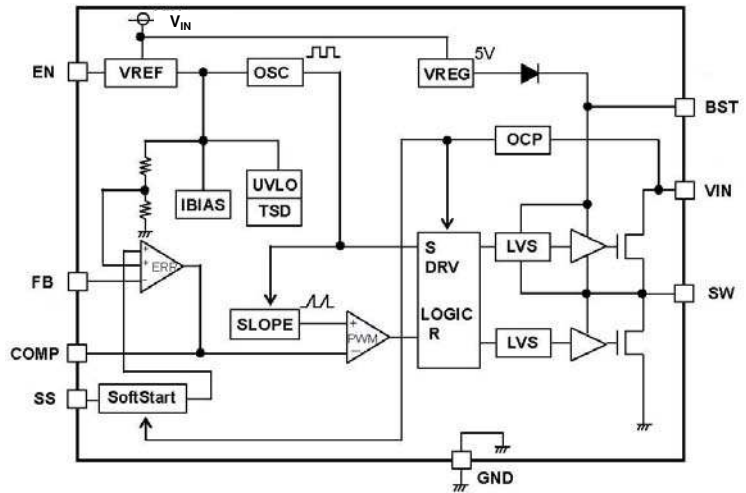 VIN
EN
VREF
OSC
5V
VREG
BST
OCP
VIN
UVLO
IBIAS
TSD
S
LVS
DRV
+
+
ERR
-
FB
SW
SLOPE
+
PWM
-
LOGIC
R
LVS
COMP
SS
SoftStart
GND